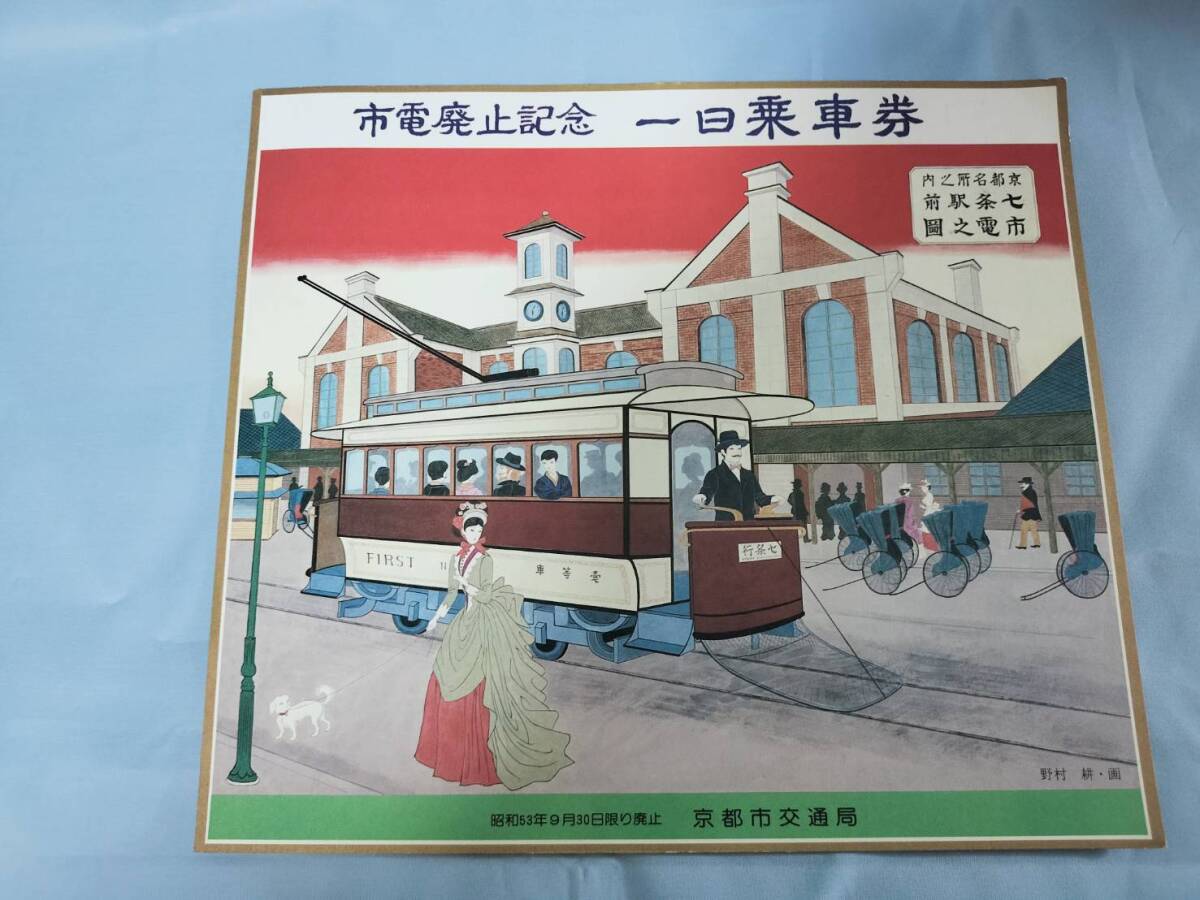 市電廃止記念 一日乗車券
京都名所之内
七条駅前
市電之圖
七条行
FIRST
電等車
野村 耕・画
昭和53年9月30日限り廃止 京都市交通局